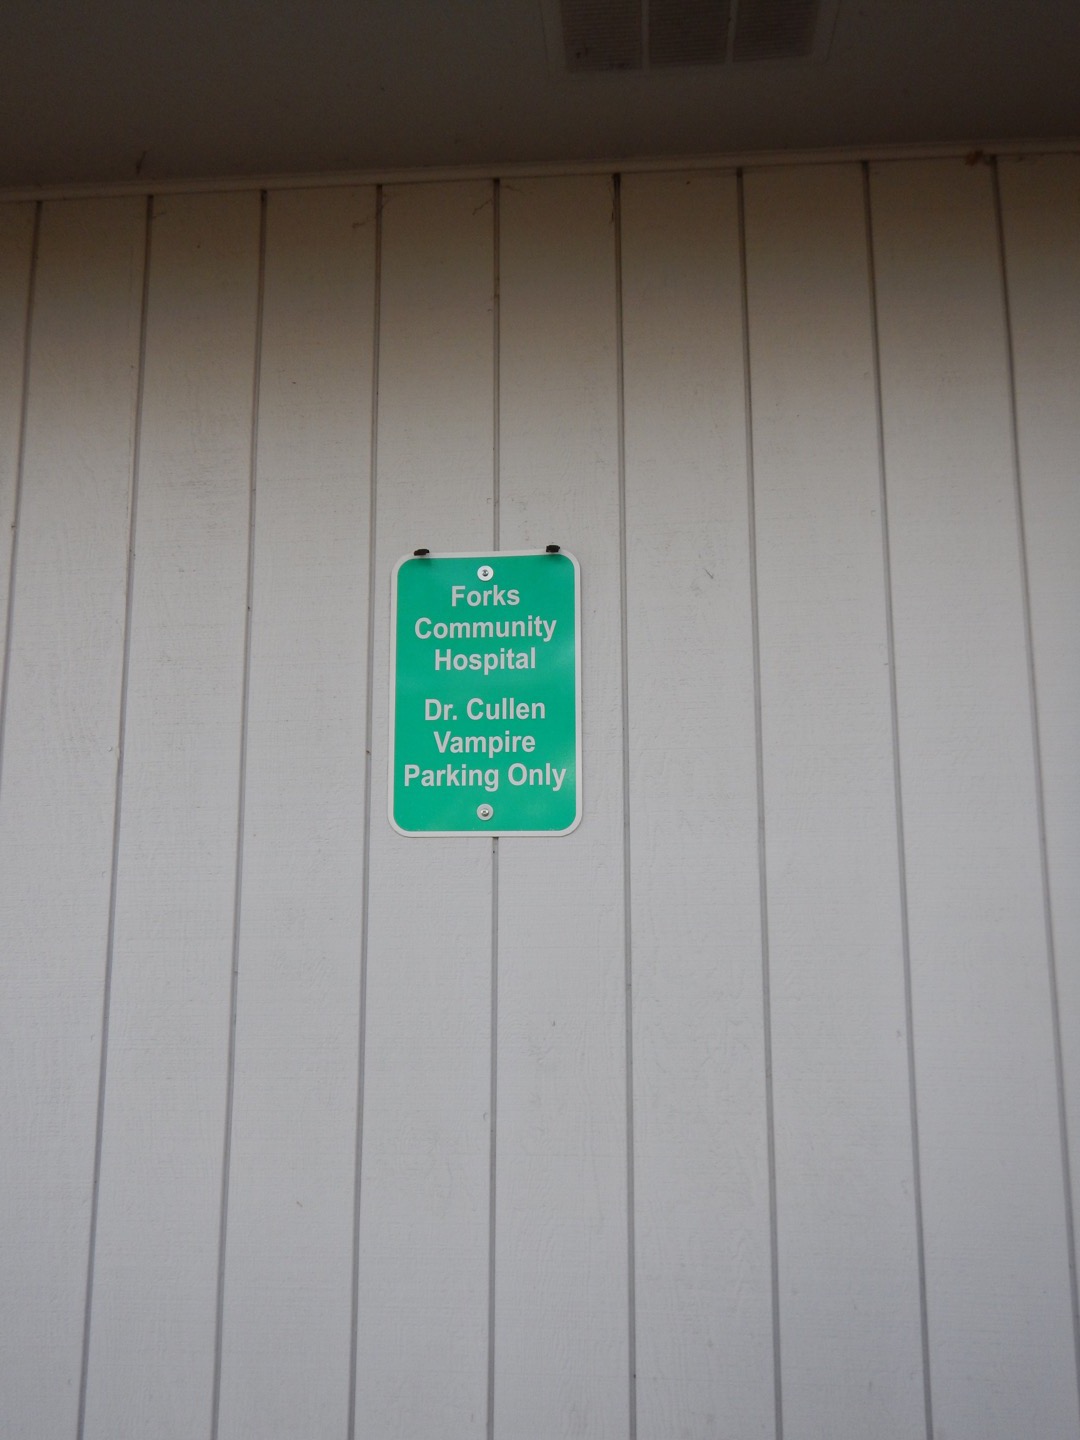 Forks
Community
Hospital
Dr. Cullen
Vampire
Parking Only